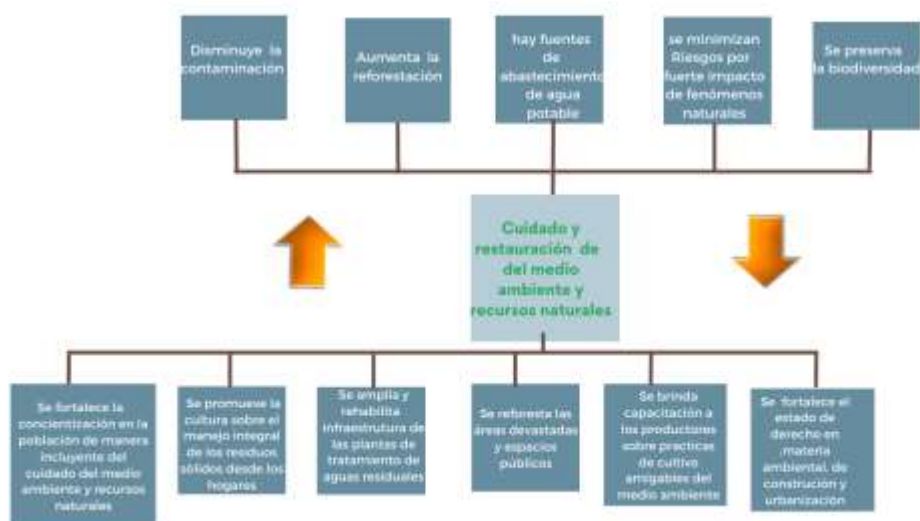 Disminuye la
contaminación
Aumenta la
reforestación
hay fuentes
de
abastecimiento
de agua
potable
se minimizan
Riesgos por
fuerte impacto
de fenómenos
naturales
Se preserva
la biodiversidad
Cuidado y
restauración de
del medio
ambiente y
recursos naturales
Se fortalece la
concientización en la
población de manera
incluyente del
cuidado del medio
ambiente y recursos
naturales
Se promueve la
cultura sobre el
manejo integral
de los residuos
sólidos desde los
hogares
Se amplia y
rehabilita
infraestrutura de
las plantes de
tratamiento de
aguas residuales
Se reforesta las
áreas devastadas
y espacios
públicos
Se brinda
capacitación a
los productores
sobre practicas
de cultivo
amigables del
medio ambiente
Se fortalece el
estado de
derecho en
materia
ambiental, de
construción y
urbanización